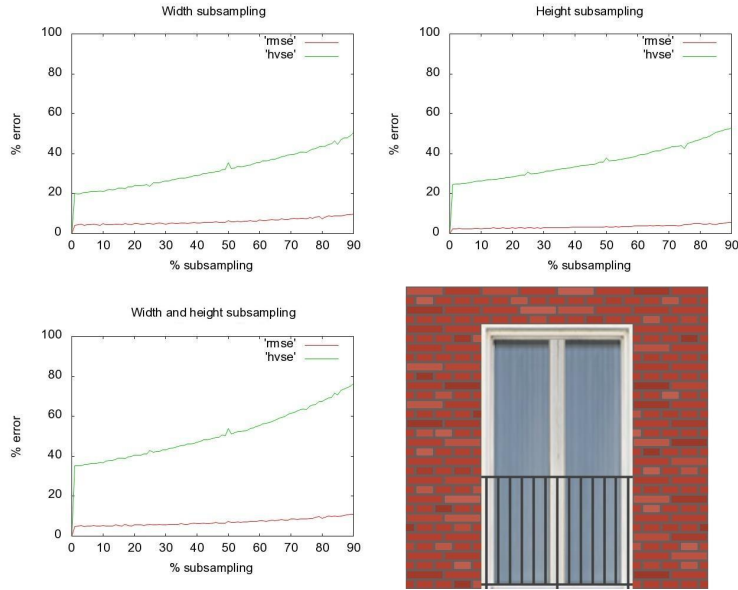 Width subsampling
100
80
60
40
20
0
% error
'rmse'
'hvse'
0 10 20 30 40 50 60 70 80 90
% subsampling
Height subsampling
100
80
60
40
20
0
% error
'rmse'
'hvse'
0 10 20 30 40 50 60 70 80 90
% subsampling
Width and height subsampling
100
80
60
40
20
0
% error
'rmse'
'hvse'
0 10 20 30 40 50 60 70 80 90
% subsampling